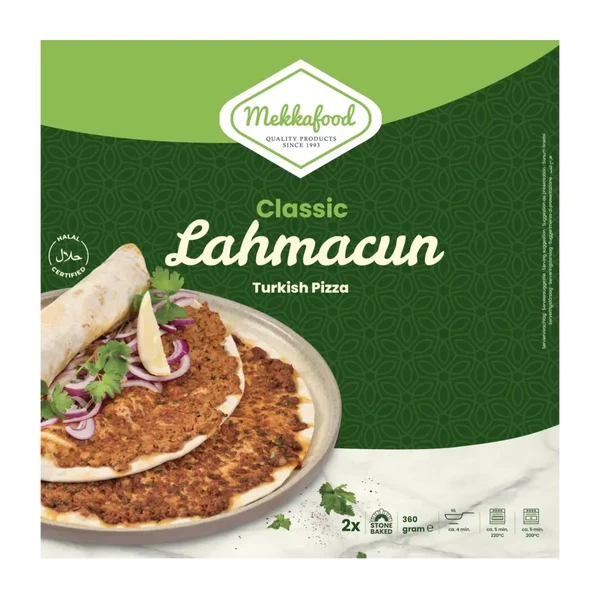 Mekkafood
QUALITY PRODUCTS
SINCE 1993
Classic
Lahmacun
Turkish Pizza
HALAL
حلال
CERTIFIED
2x
STONE
BAKED
360
gram e
ca. 4 min.
ca. 5 min.
220°C
ca. 5 min.
200°C